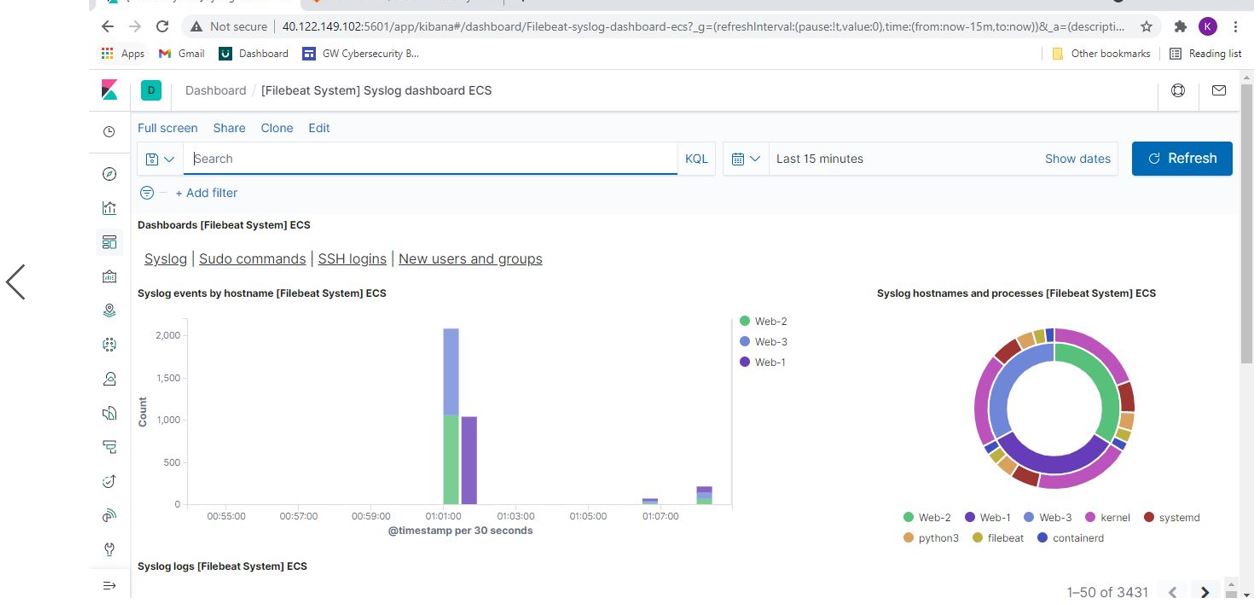 Not secure | 40.122.149.102:5601/app/kibana#/dashboard/Filebeat-syslog-dashboard-ecs?_g=(refreshInterval:(pause:!t,value:0),time:(from:now-15m,to:now))&_a=(descripti...
K
Apps Gmail Dashboard GW Cybersecurity B... Other bookmarks Reading list
D Dashboard / [Filebeat System] Syslog dashboard ECS
Full screen Share Clone Edit
Search KQL Last 15 minutes Show dates Refresh
+ Add filter
Dashboards [Filebeat System] ECS
Syslog | Sudo commands | SSH logins | New users and groups
Syslog events by hostname [Filebeat System] ECS
2,000
1,500
1,000
500
0
Count
00:55:00 00:57:00 00:59:00 01:01:00 01:03:00 01:05:00 01:07:00
@timestamp per 30 seconds
Web-2
Web-3
Web-1
Syslog hostnames and processes [Filebeat System] ECS
Web-2 Web-1 Web-3 kernel systemd
python3 filebeat containerd
Syslog logs [Filebeat System] ECS
1–50 of 3431